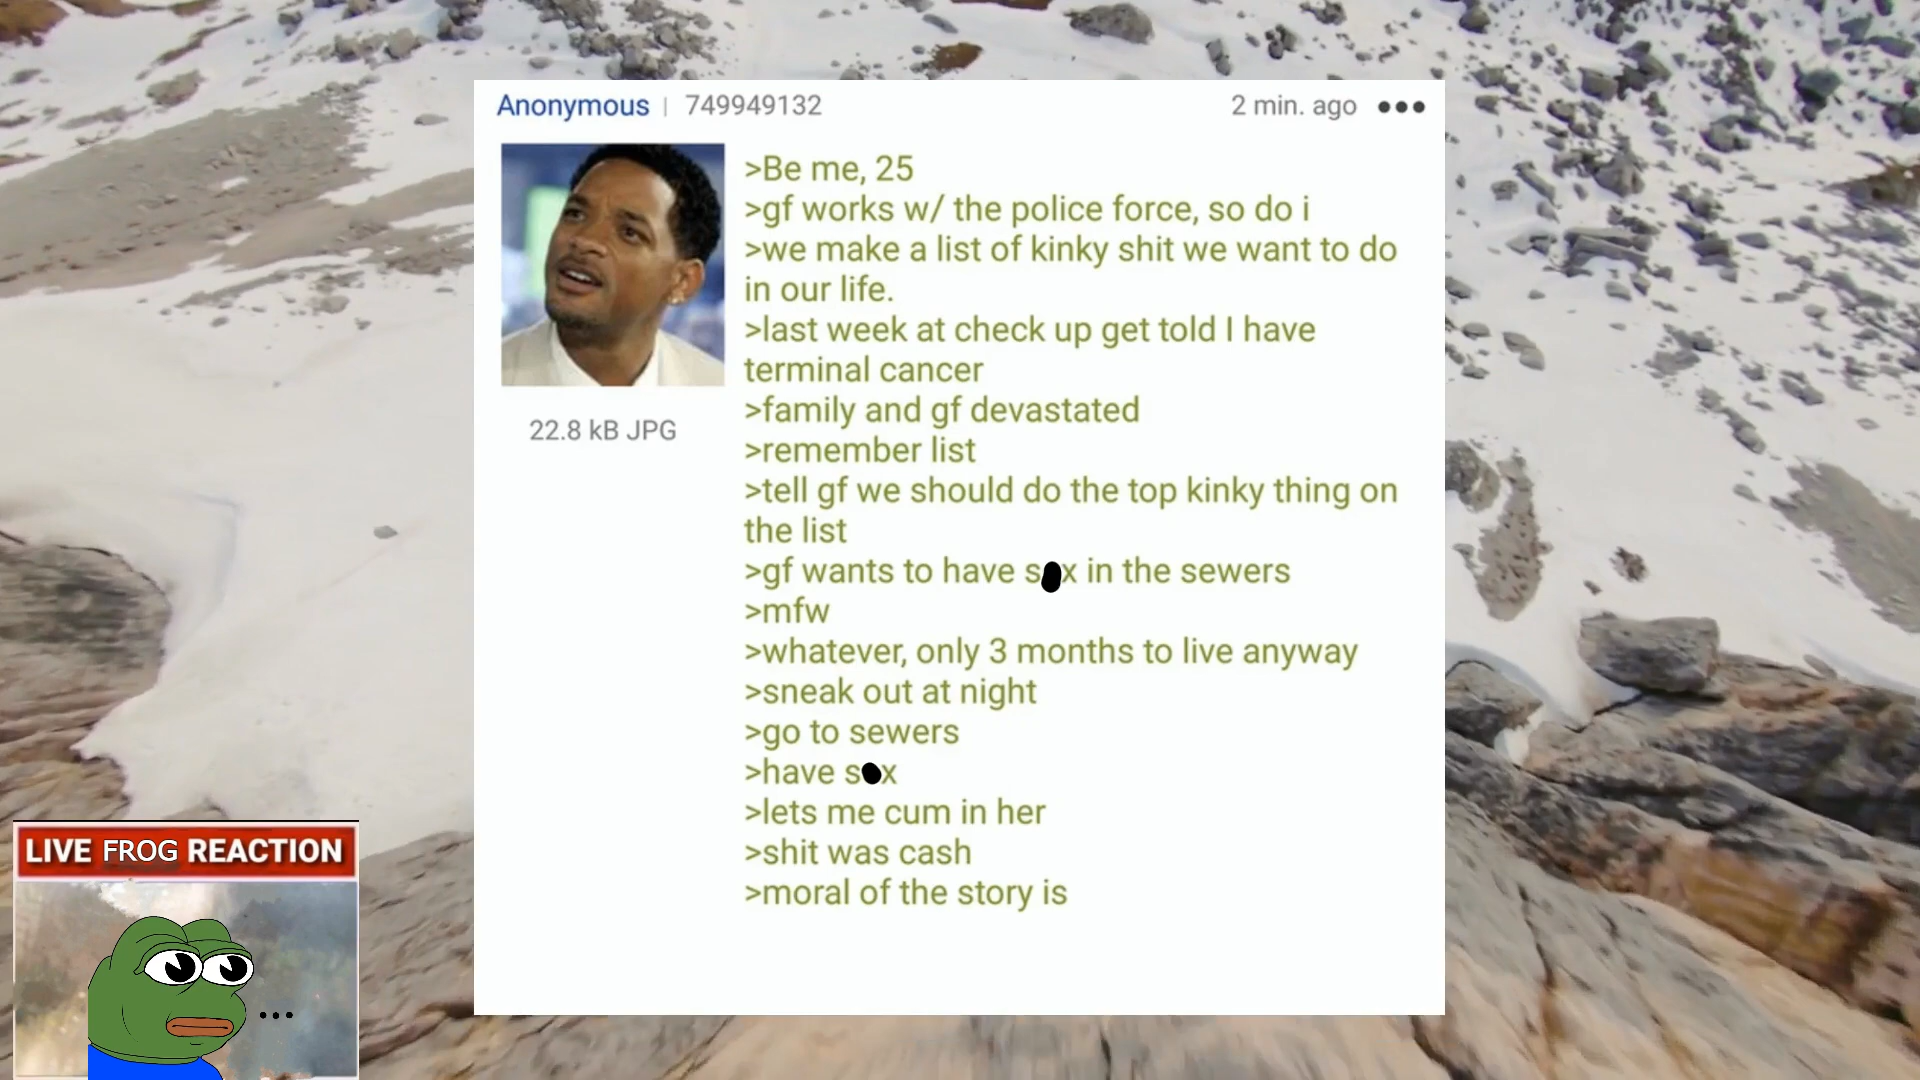 Anonymous | 749949132
2 min. ago
>Be me, 25
>gf works w/ the police force, so do i
>we make a list of kinky shit we want to do
in our life.
>last week at check up get told I have
terminal cancer
>family and gf devastated
>remember list
>tell gf we should do the top kinky thing on
the list
>gf wants to have s x in the sewers
>mfw
>whatever, only 3 months to live anyway
>sneak out at night
>go to sewers
>have s x
>lets me cum in her
>shit was cash
>moral of the story is
22.8 kB JPG
LIVE FROG REACTION
...